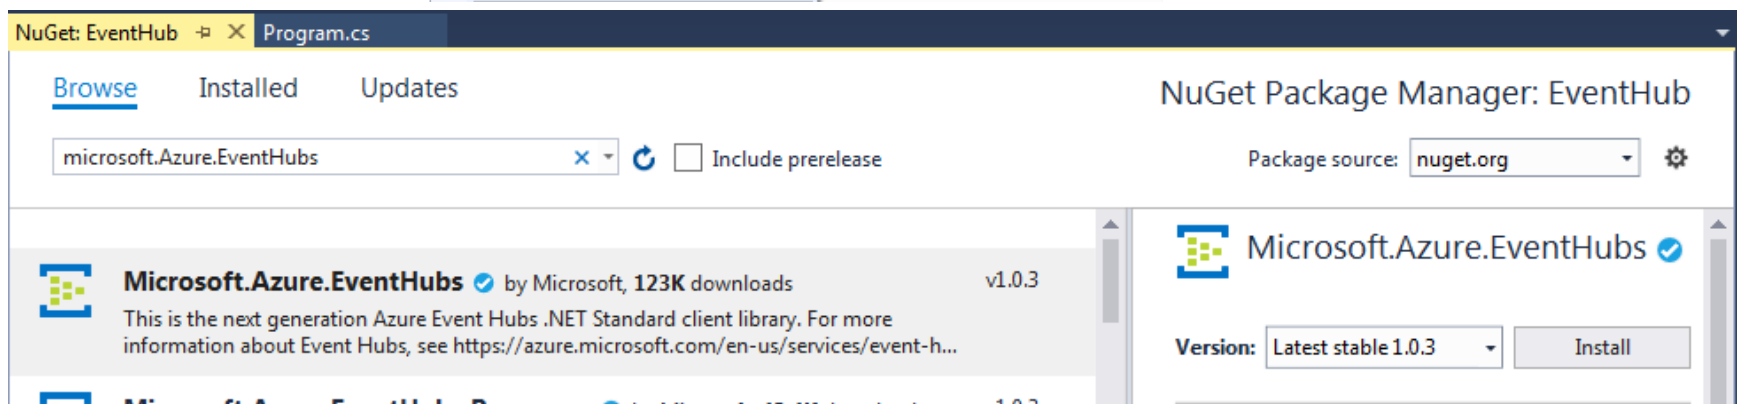 NuGet: EventHub
Program.cs
Browse Installed Updates
NuGet Package Manager: EventHub
microsoft.Azure.EventHubs
Include prerelease
Package source: nuget.org
Microsoft.Azure.EventHubs by Microsoft, 123K downloads v1.0.3
This is the next generation Azure Event Hubs .NET Standard client library. For more
information about Event Hubs, see https://azure.microsoft.com/en-us/services/event-h...
Microsoft.Azure.EventHubs
Version: Latest stable 1.0.3 Install